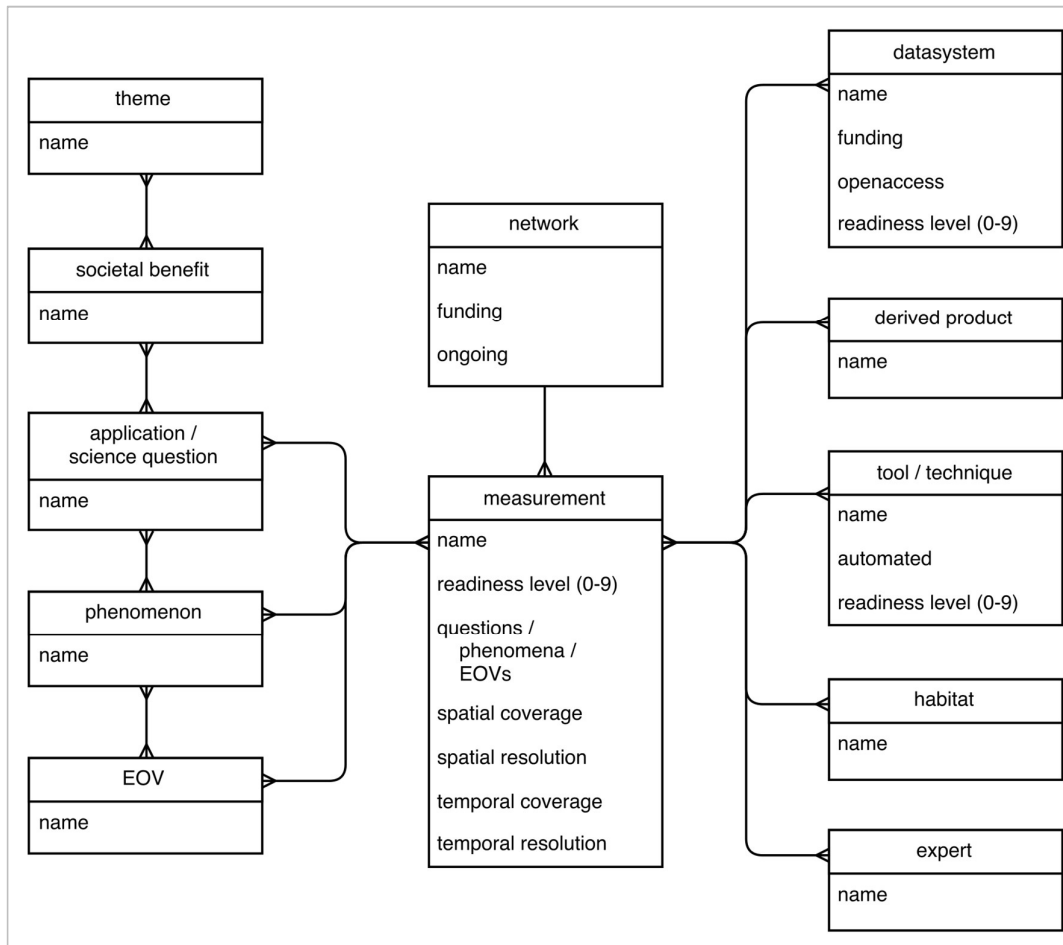 theme
name
societal benefit
name
application /
science question
name
phenomenon
name
EOV
name
network
name
funding
ongoing
measurement
name
readiness level (0-9)
questions /
phenomena /
EOVs
spatial coverage
spatial resolution
temporal coverage
temporal resolution
datasystem
name
funding
openaccess
readiness level (0-9)
derived product
name
tool / technique
name
automated
readiness level (0-9)
habitat
name
expert
name